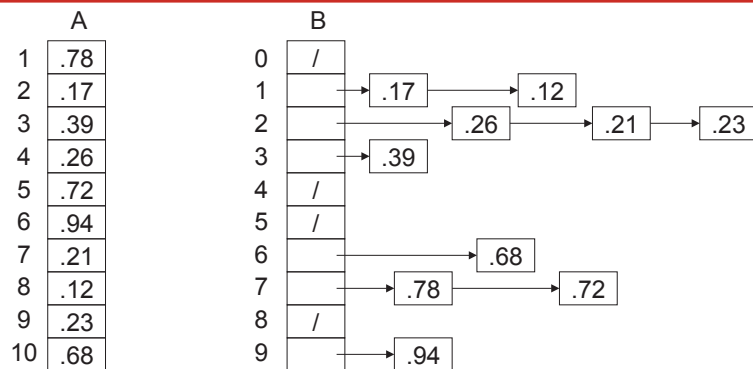 A B
1 .78 0 /
2 .17 1 .17 .12
3 .39 2 .26 .21 .23
4 .26 3 .39
5 .72 4 /
6 .94 5 /
7 .21 6 .68
8 .12 7 .78 .72
9 .23 8 /
10 .68 9 .94